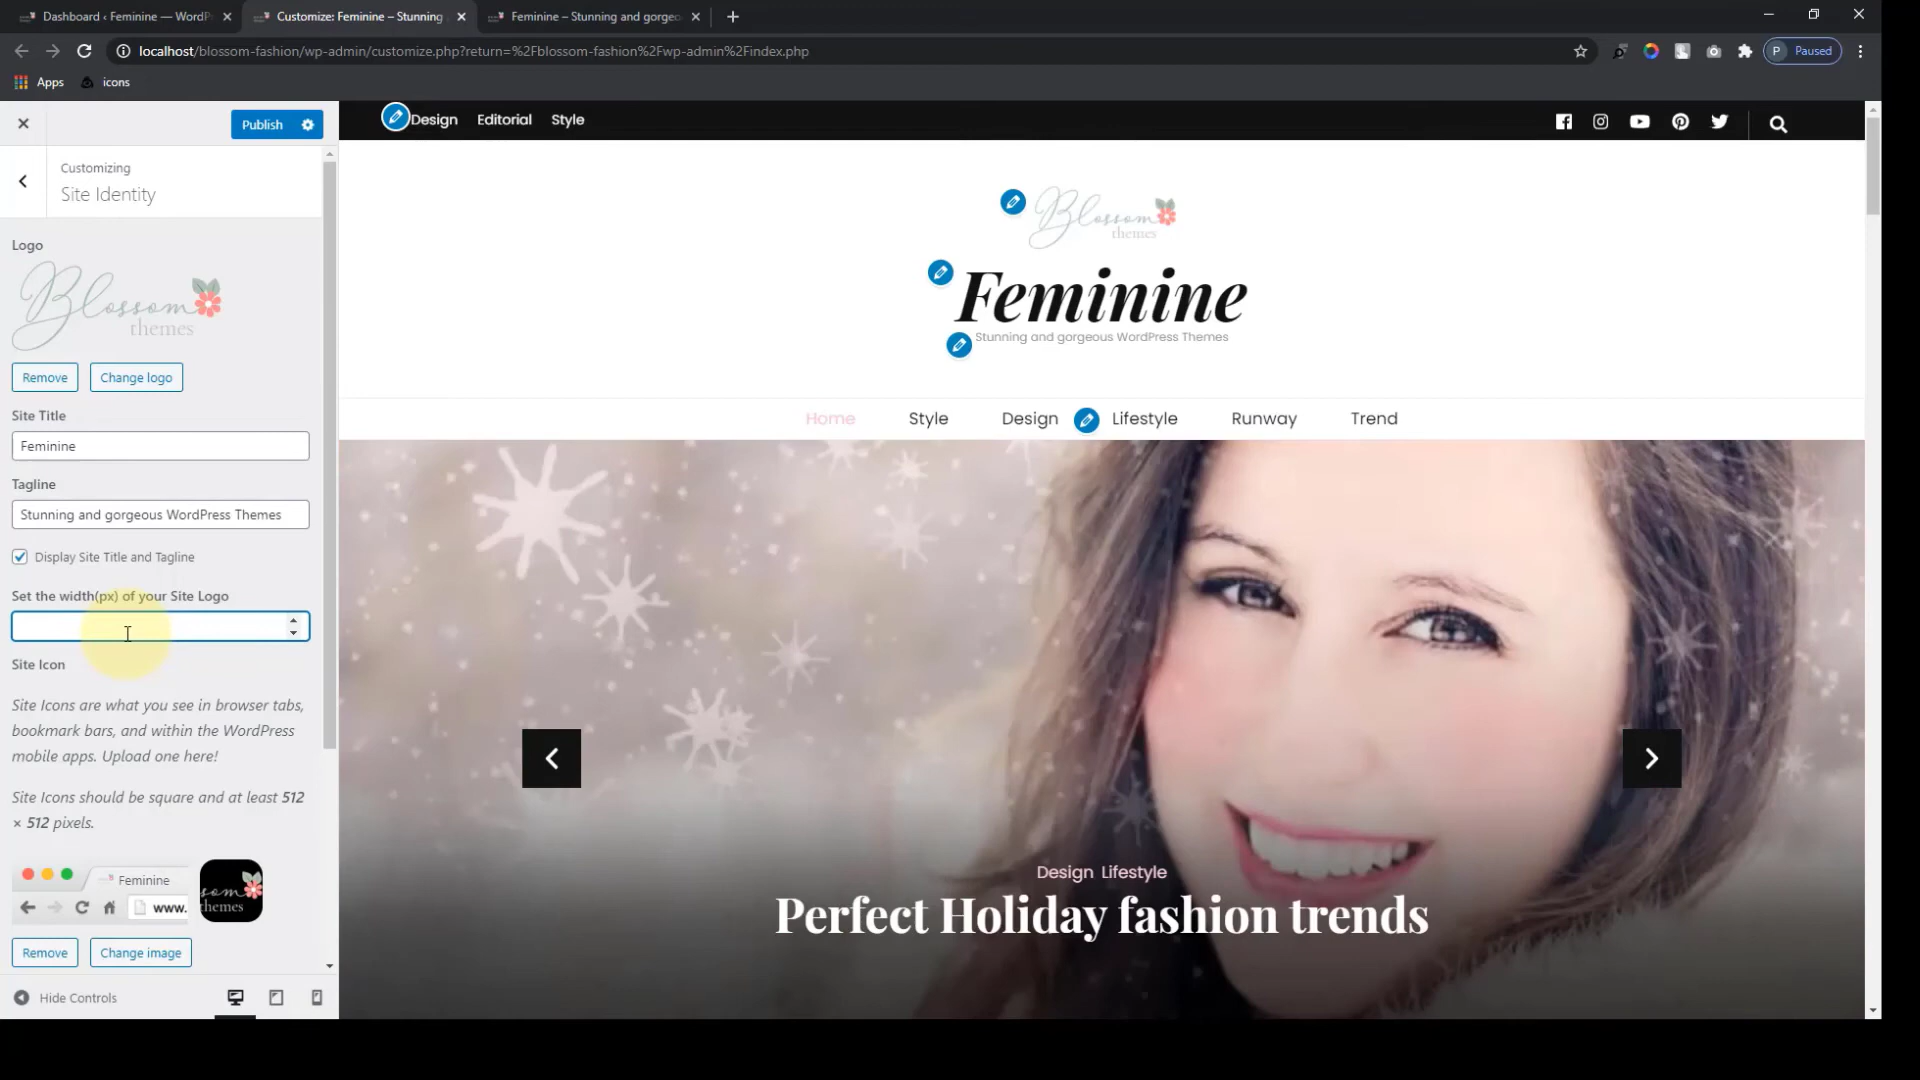 Dashboard ‹ Feminine — WordP
Customize: Feminine – Stunning
Feminine – Stunning and gorgeo
localhost/blossom-fashion/wp-admin/customize.php?return=%2Fblossom-fashion%2Fwp-admin%2Findex.php
P Paused
Apps icons
Publish
Customizing
Site Identity
Logo
Blossom
themes
Remove Change logo
Site Title
Feminine
Tagline
Stunning and gorgeous WordPress Themes
Display Site Title and Tagline
Set the width(px) of your Site Logo
Site Icon
Site Icons are what you see in browser tabs,
bookmark bars, and within the WordPress
mobile apps. Upload one here!
Site Icons should be square and at least 512
× 512 pixels.
Feminine
www.
som
themes
Remove Change image
Hide Controls
Design Editorial Style
Blossom
themes
Feminine
Stunning and gorgeous WordPress Themes
Home Style Design Lifestyle Runway Trend
Design Lifestyle
Perfect Holiday fashion trends